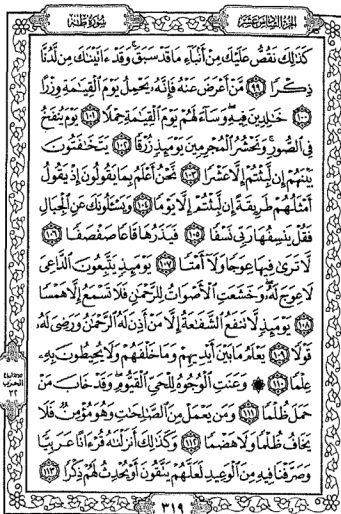 الجزء السادس عشر
سورة طه
كَذَٰلِكَ نَقُصُّ عَلَيْكَ مِنْ أَنۢبَآءِ مَا قَدْ سَبَقَ ۚ وَقَدْ ءَاتَيْنَٰكَ مِن لَّدُنَّا
ذِكْرًا ٩٩ مَّنْ أَعْرَضَ عَنْهُ فَإِنَّهُۥ يَحْمِلُ يَوْمَ ٱلْقِيَٰمَةِ وِزْرًا
١٠٠ خَٰلِدِينَ فِيهِ ۖ وَسَآءَ لَهُمْ يَوْمَ ٱلْقِيَٰمَةِ حِمْلًا ١٠١ يَوْمَ يُنفَخُ
فِى ٱلصُّورِ ۚ وَنَحْشُرُ ٱلْمُجْرِمِينَ يَوْمَئِذٍ زُرْقًا ١٠٢ يَتَخَٰفَتُونَ
بَيْنَهُمْ إِن لَّبِثْتُمْ إِلَّا عَشْرًا ١٠٣ نَّحْنُ أَعْلَمُ بِمَا يَقُولُونَ إِذْ يَقُولُ
أَمْثَلُهُمْ طَرِيقَةً إِن لَّبِثْتُمْ إِلَّا يَوْمًا ١٠٤ وَيَسْـَٔلُونَكَ عَنِ ٱلْجِبَالِ
فَقُلْ يَنسِفُهَا رَبِّى نَسْفًا ١٠٥ فَيَذَرُهَا قَاعًا صَفْصَفًا ١٠٦
لَّا تَرَىٰ فِيهَا عِوَجًا وَلَآ أَمْتًا ١٠٧ يَوْمَئِذٍ يَتَّبِعُونَ ٱلدَّاعِىَ
لَا عِوَجَ لَهُۥ ۖ وَخَشَعَتِ ٱلْأَصْوَاتُ لِلرَّحْمَٰنِ فَلَا تَسْمَعُ إِلَّا هَمْسًا
١٠٨ يَوْمَئِذٍ لَّا تَنفَعُ ٱلشَّفَٰعَةُ إِلَّا مَنْ أَذِنَ لَهُ ٱلرَّحْمَٰنُ وَرَضِىَ لَهُۥ
قَوْلًا ١٠٩ يَعْلَمُ مَا بَيْنَ أَيْدِيهِمْ وَمَا خَلْفَهُمْ وَلَا يُحِيطُونَ بِهِۦ
عِلْمًا ١١٠ ۞ وَعَنَتِ ٱلْوُجُوهُ لِلْحَىِّ ٱلْقَيُّومِ ۖ وَقَدْ خَابَ مَنْ
حَمَلَ ظُلْمًا ١١١ وَمَن يَعْمَلْ مِنَ ٱلصَّٰلِحَٰتِ وَهُوَ مُؤْمِنٌ فَلَا
يَخَافُ ظُلْمًا وَلَا هَضْمًا ١١٢ وَكَذَٰلِكَ أَنزَلْنَٰهُ قُرْءَانًا عَرَبِيًّا
وَصَرَّفْنَا فِيهِ مِنَ ٱلْوَعِيدِ لَعَلَّهُمْ يَتَّقُونَ أَوْ يُحْدِثُ لَهُمْ ذِكْرًا ١١٣
الحزب
٣٢
٣١٩